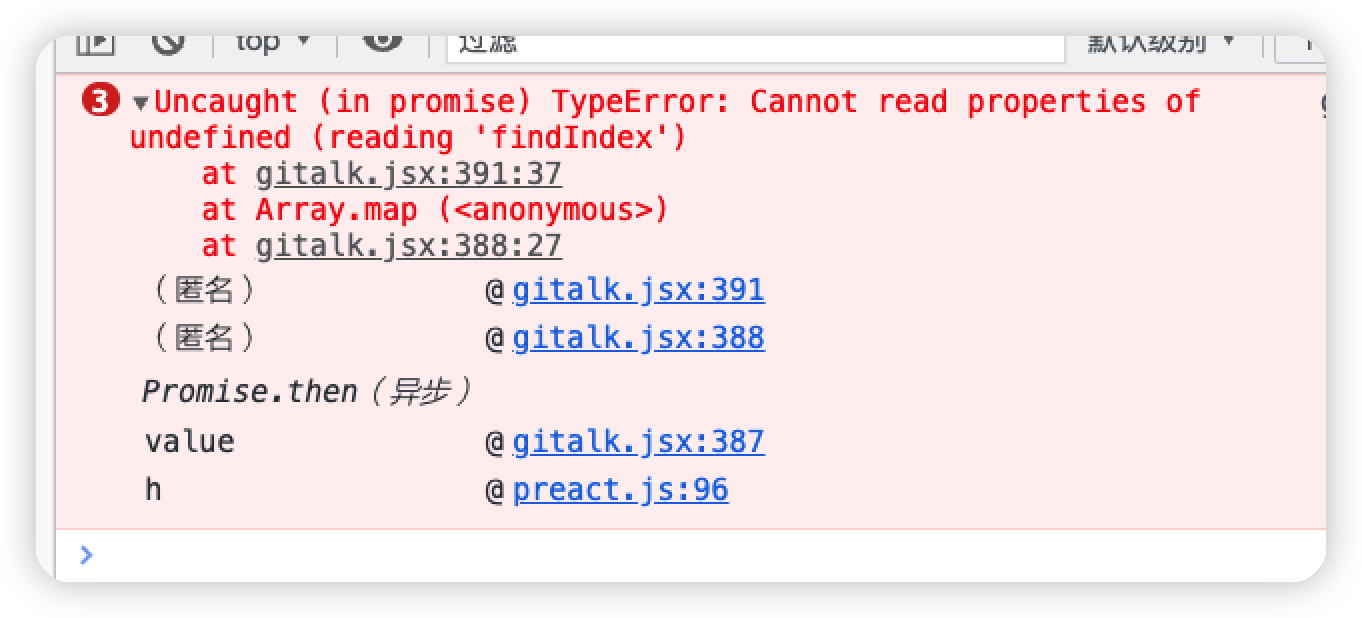 top ▼ 过滤 默认级别 ▼
3 ▼Uncaught (in promise) TypeError: Cannot read properties of
undefined (reading 'findIndex')
at gitalk.jsx:391:37
at Array.map (<anonymous>)
at gitalk.jsx:388:27
（匿名） @ gitalk.jsx:391
（匿名） @ gitalk.jsx:388
Promise.then（异步）
value @ gitalk.jsx:387
h @ preact.js:96